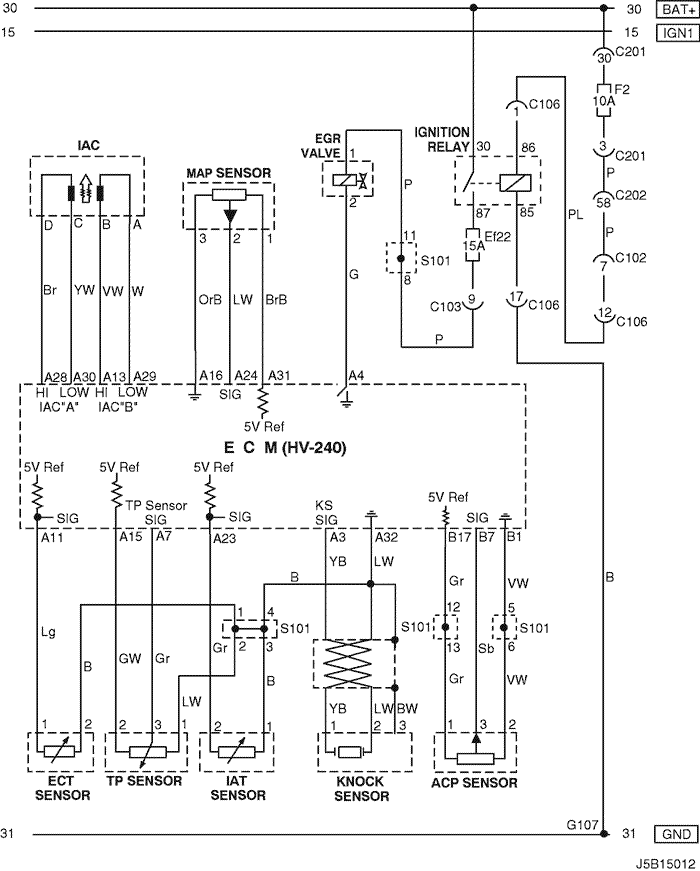 30 30 BAT+
15 15 IGN1
30 C201
F2
10A
3 C201
P
58 C202
P
7 C102
12 C106
1 C106
PL
IGNITION
RELAY
30 86
87 85
Ef22
15A
9 C103
17 C106
P
EGR
VALVE
1
2
P
G
11
S101
8
IAC
D C B A
Br YW VW W
MAP SENSOR
3 2 1
OrB LW BrB
A28 A30 A13 A29 A16 A24 A31 A4
HI LOW HI LOW SIG
IAC"A" IAC"B"
5V Ref
E C M (HV-240)
5V Ref 5V Ref 5V Ref
SIG TP Sensor SIG SIG KS SIG
5V Ref SIG
A11 A15 A7 A23 A3 A32 B17 B7 B1
YB LW
B
Gr VW
B
1 4
S101
2 3
12 S101 5 S101
13 6
Lg B GW Gr LW Gr B
Sb
Gr VW
YB LW BW
1 2 2 3 1 2 1 1 2 3 1 3 2
ECT
SENSOR
TP SENSOR
IAT
SENSOR
KNOCK
SENSOR
ACP SENSOR
G107
31 31 GND
J5B15012